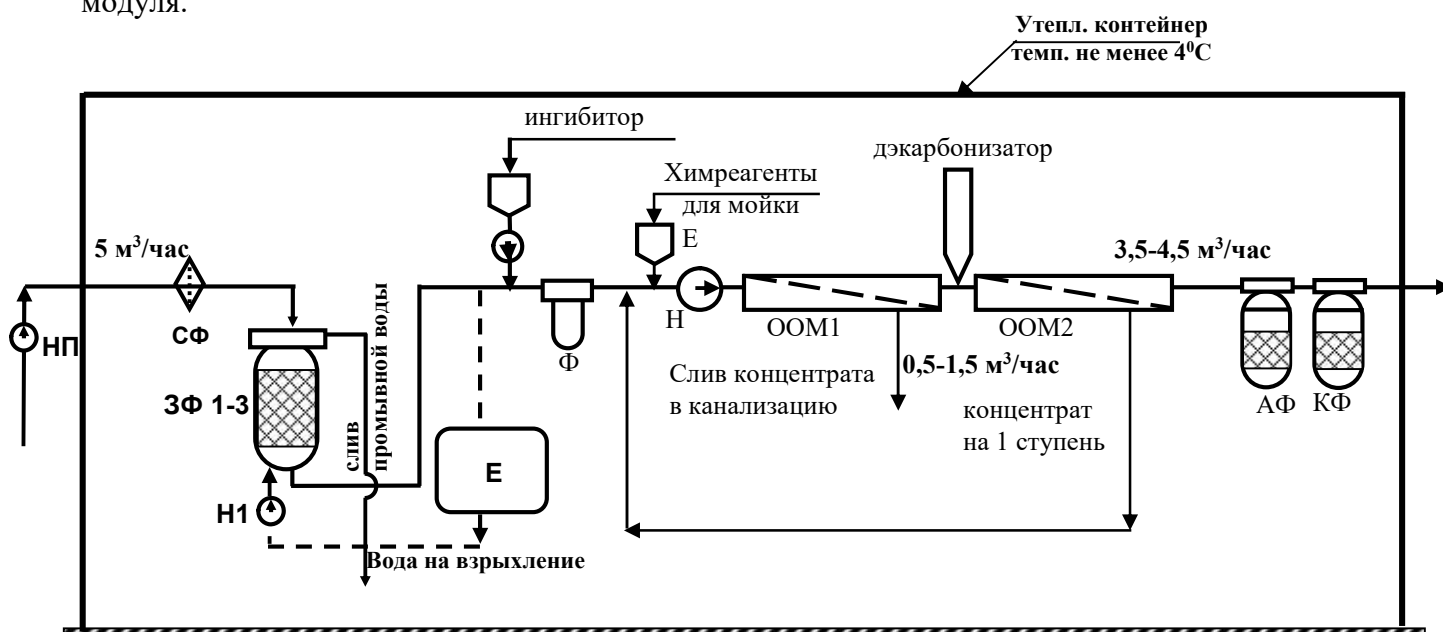 модуля.
Утепл. контейнер
темп. не менее 4⁰С
ингибитор
дэкарбонизатор
Химреагенты
для мойки
Е
5 м³/час
3,5-4,5 м³/час
НП
СФ
ЗФ 1-3
слив
промывной воды
Ф
Н
ООМ1
ООМ2
0,5-1,5 м³/час
Слив концентрата
в канализацию
концентрат
на 1 ступень
АФ
КФ
Е
Н1
Вода на взрыхление